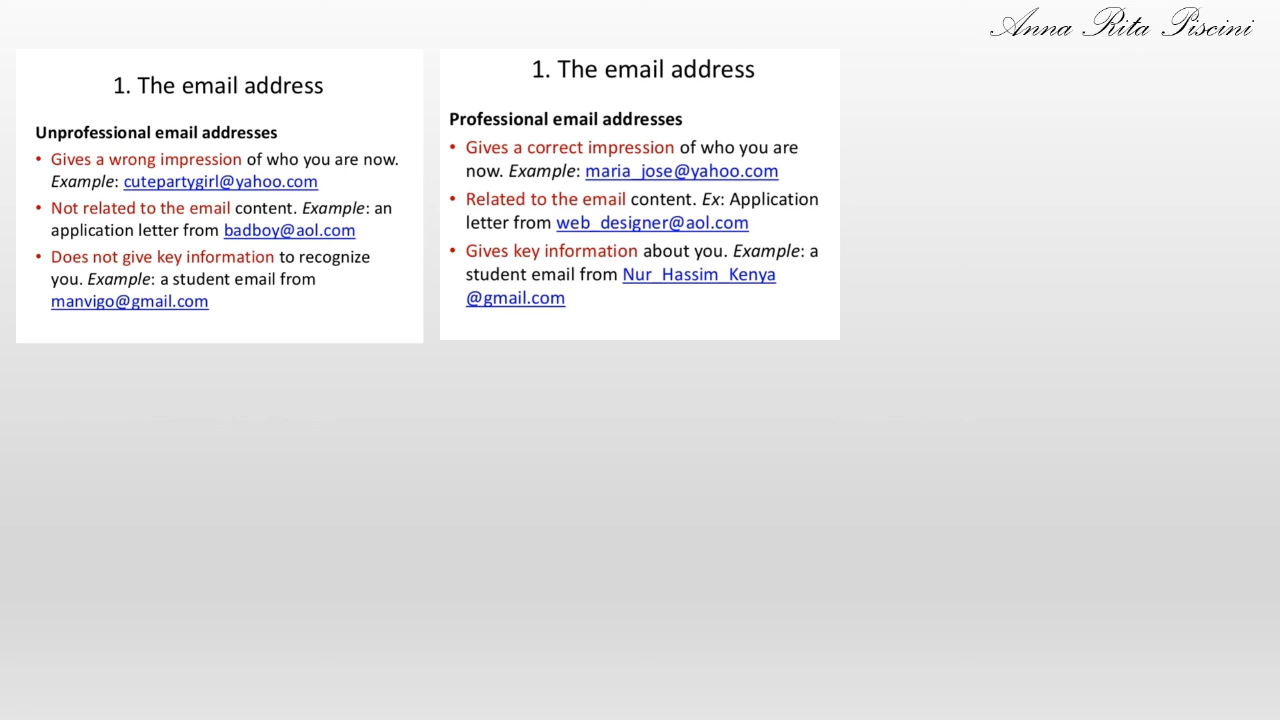 Anna Rita Piscini
1. The email address
Unprofessional email addresses
• Gives a wrong impression of who you are now.
Example: cutepartygirl@yahoo.com
• Not related to the email content. Example: an
application letter from badboy@aol.com
• Does not give key information to recognize
you. Example: a student email from
manvigo@gmail.com
1. The email address
Professional email addresses
• Gives a correct impression of who you are
now. Example: maria_jose@yahoo.com
• Related to the email content. Ex: Application
letter from web_designer@aol.com
• Gives key information about you. Example: a
student email from Nur_Hassim_Kenya
@gmail.com